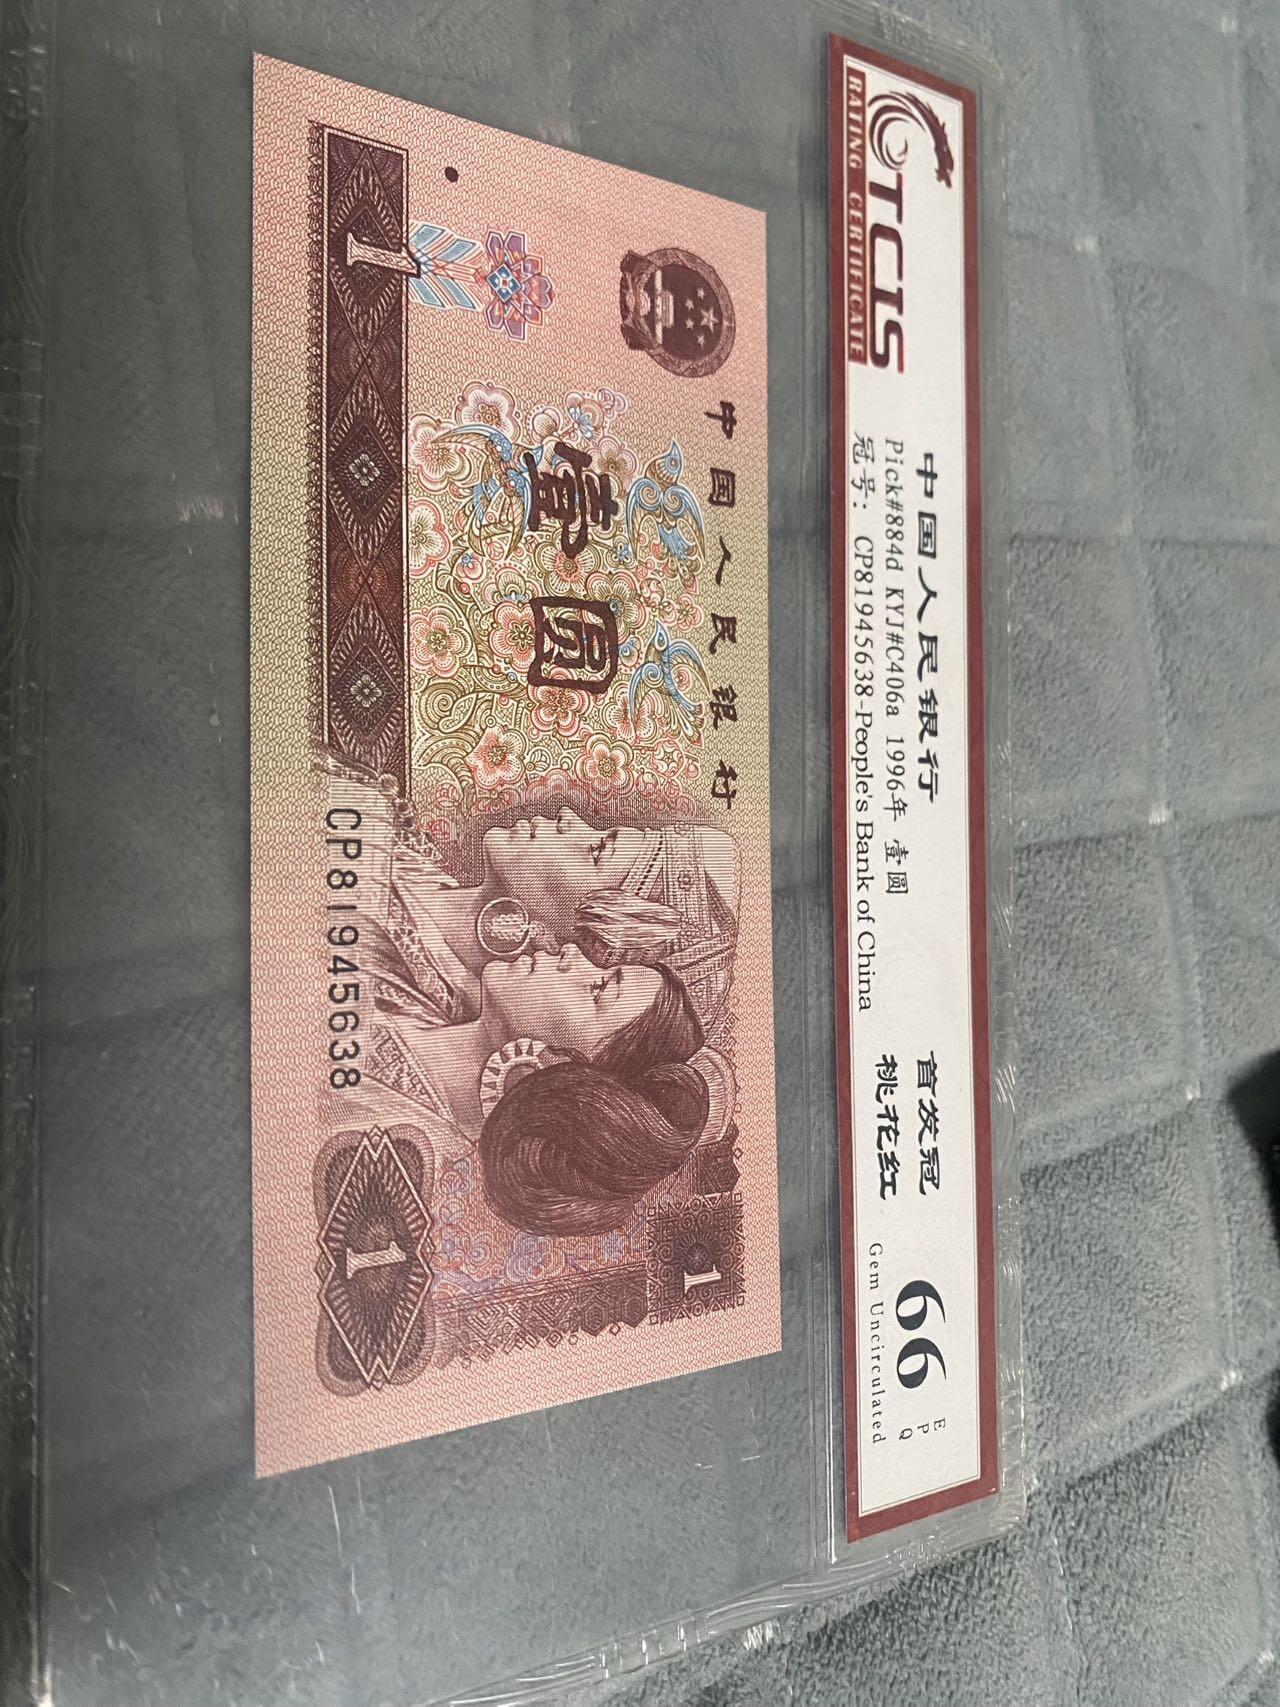 TCIS
RATING CERTIFICATE
中国人民银行
Pick#884d KYJ#C406a 1996年 壹圆
冠号: CP81945638-People's Bank of China
首发冠
桃花红
66
EPQ
Gem Uncirculated
中国人民银行
壹圆
1
CP81945638
1
1